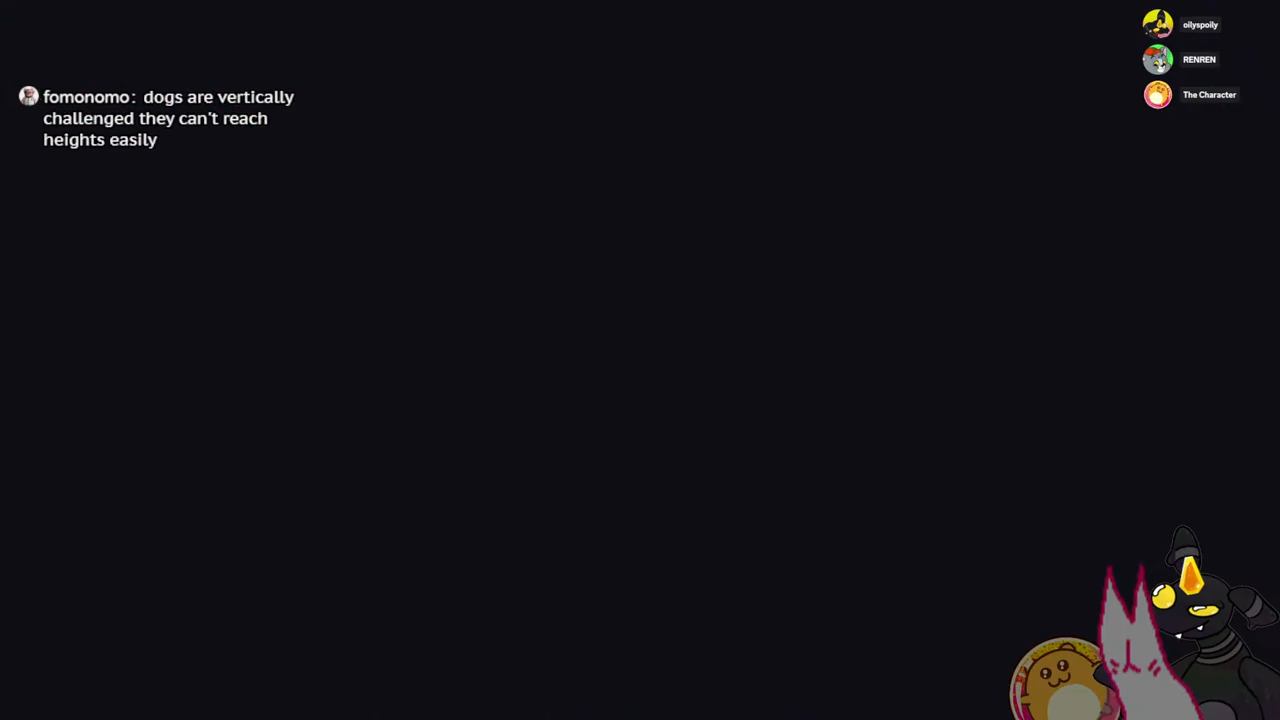 oilyspoily
RENREN
The Character
fomonomo: dogs are vertically
challenged they can't reach
heights easily